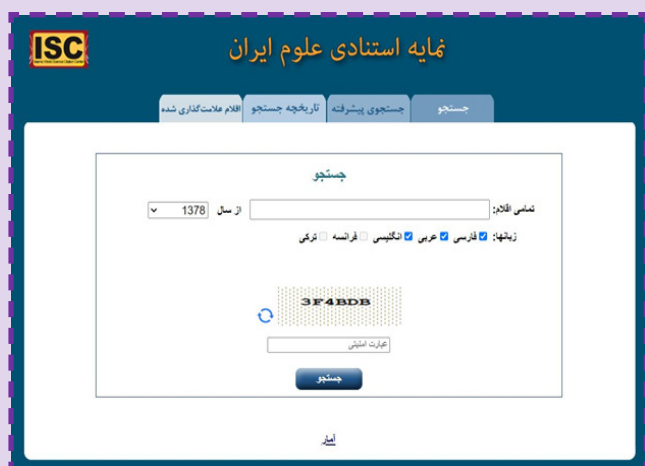 ISC
نمایه استنادی علوم ایران
جستجو
جستجوی پیشرفته
تاریخچه جستجو
اقلام علامت‌گذاری شده
جستجو
تمامی اقلام:
از سال 1378
زبانها: فارسی عربی انگلیسی فرانسه ترکی
3F4BDB
عبارت امنیتی
جستجو
آمار